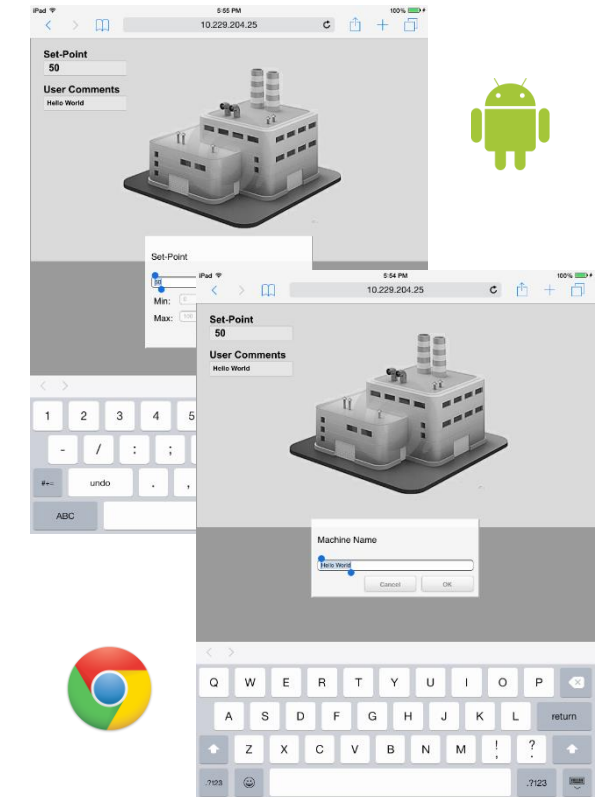 iPad 5:55 PM 100%
10.229.204.25
Set-Point
50
User Comments
Hello World
Set-Point
50
Min: 0
Max: 100
1 2 3 4 5
- / : ;
#+= undo . ,
ABC
iPad 5:54 PM 100%
10.229.204.25
Set-Point
50
User Comments
Hello World
Machine Name
Hello World
Cancel OK
Q W E R T Y U I O P
A S D F G H J K L return
Z X C V B N M ! , ? .
.?123 .?123